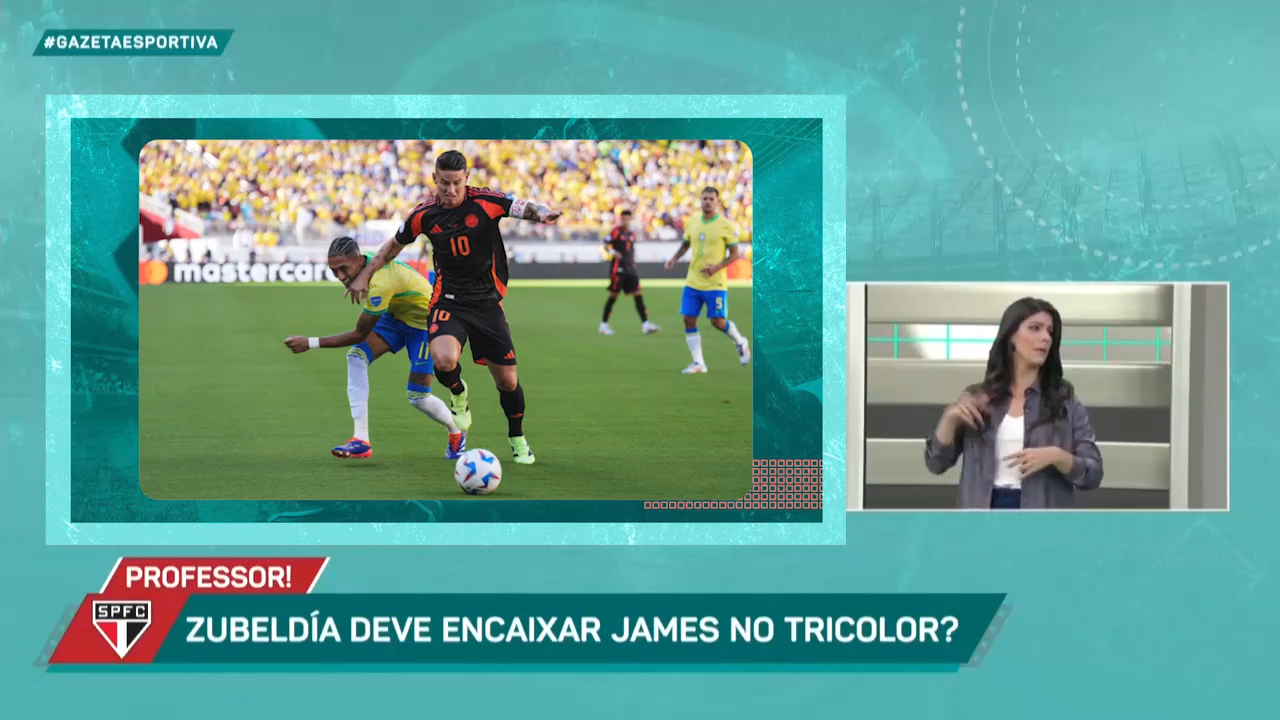 #GAZETAESPORTIVA
mastercard
10
10
11
5
PROFESSOR!
SPFC
ZUBELDÍA DEVE ENCAIXAR JAMES NO TRICOLOR?